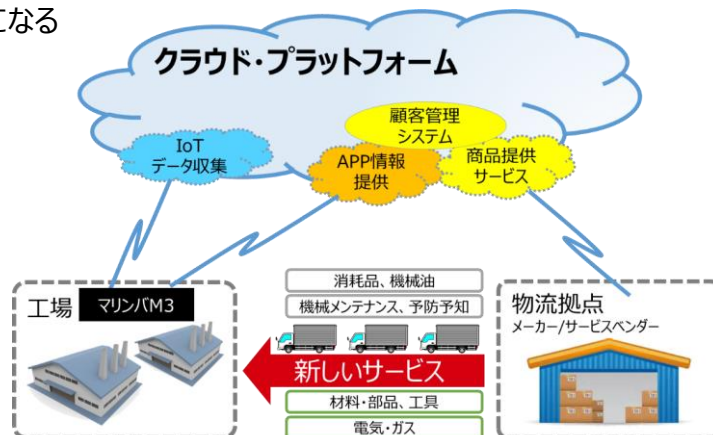 になる
クラウド・プラットフォーム
顧客管理
システム
IoT
データ収集
APP情報
提供
商品提供
サービス
工場
マリンバM3
消耗品、機械油
機械メンテナンス、予防予知
新しいサービス
材料・部品、工具
電気・ガス
物流拠点
メーカー/サービスベンダー